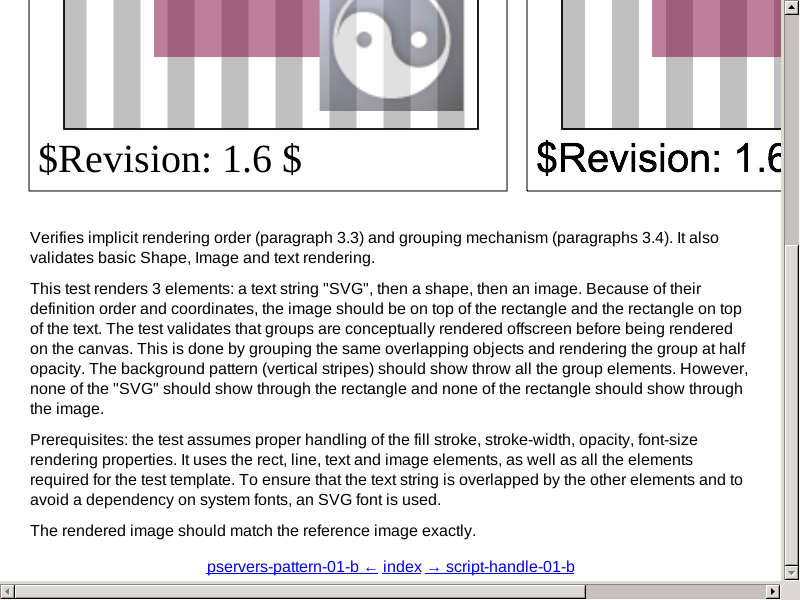 $Revision: 1.6 $
$Revision: 1.6
Verifies implicit rendering order (paragraph 3.3) and grouping mechanism (paragraphs 3.4). It also
validates basic Shape, Image and text rendering.
This test renders 3 elements: a text string "SVG", then a shape, then an image. Because of their
definition order and coordinates, the image should be on top of the rectangle and the rectangle on top
of the text. The test validates that groups are conceptually rendered offscreen before being rendered
on the canvas. This is done by grouping the same overlapping objects and rendering the group at half
opacity. The background pattern (vertical stripes) should show throw all the group elements. However,
none of the "SVG" should show through the rectangle and none of the rectangle should show through
the image.
Prerequisites: the test assumes proper handling of the fill stroke, stroke-width, opacity, font-size
rendering properties. It uses the rect, line, text and image elements, as well as all the elements
required for the test template. To ensure that the text string is overlapped by the other elements and to
avoid a dependency on system fonts, an SVG font is used.
The rendered image should match the reference image exactly.
pservers-pattern-01-b ← index → script-handle-01-b